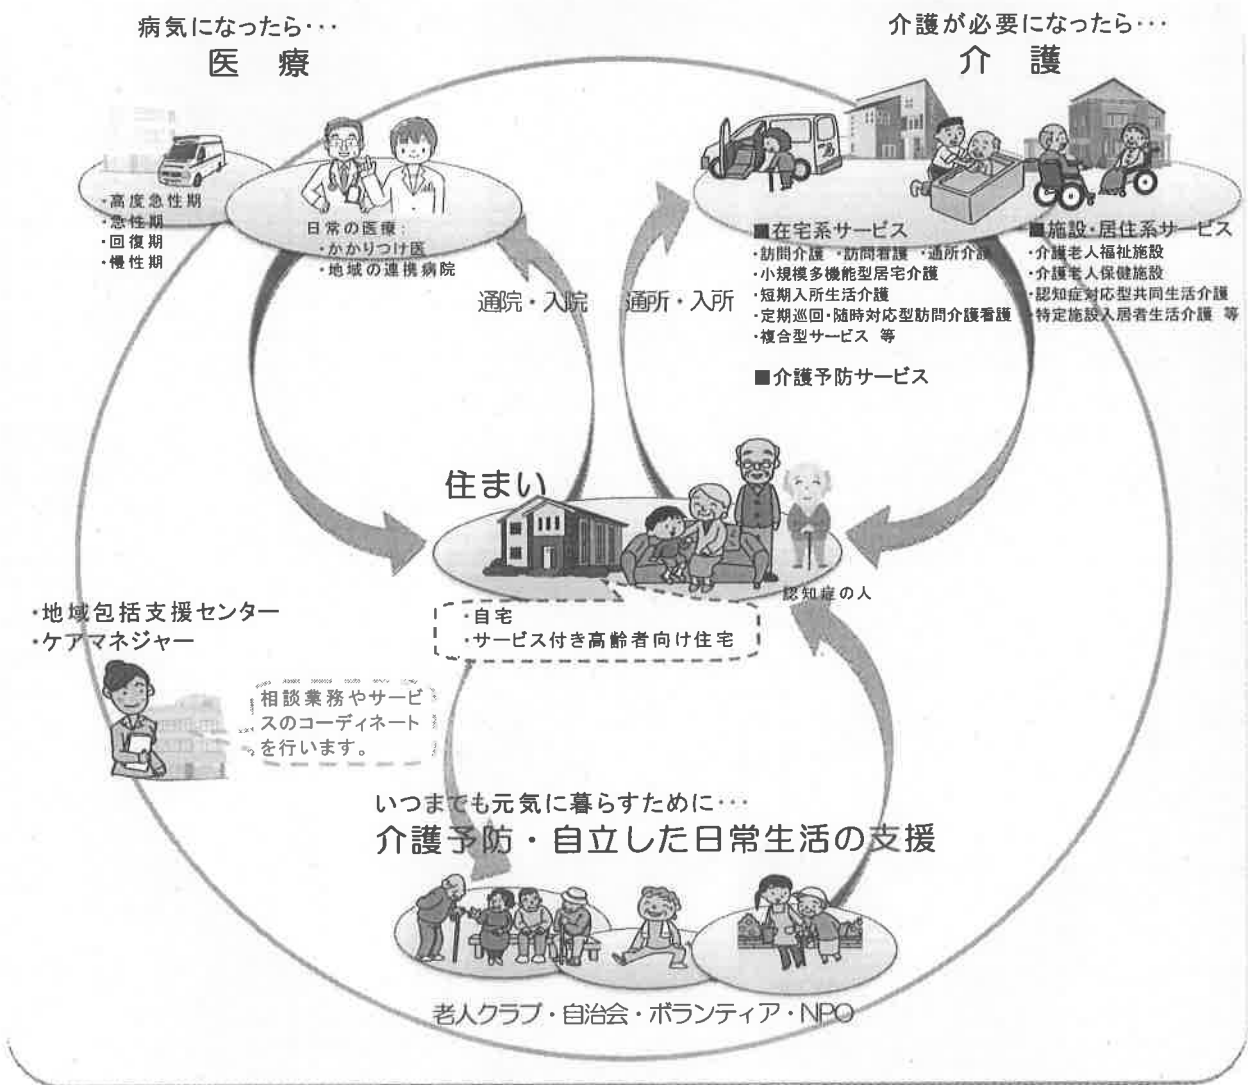 病気になったら･･･
医　療
・高度急性期
・急性期
・回復期
・慢性期
日常の医療：
・かかりつけ医
・地域の連携病院
介護が必要になったら･･･
介　護
■在宅系サービス
・訪問介護 ・訪問看護 ・通所介護
・小規模多機能型居宅介護
・短期入所生活介護
・定期巡回・随時対応型訪問介護看護
・複合型サービス 等
■介護予防サービス
■施設・居住系サービス
・介護老人福祉施設
・介護老人保健施設
・認知症対応型共同生活介護
・特定施設入居者生活介護 等
通院・入院
通所・入所
住まい
認知症の人
・自宅
・サービス付き高齢者向け住宅
・地域包括支援センター
・ケアマネジャー
相談業務やサービ
スのコーディネート
を行います。
いつまでも元気に暮らすために･･･
介護予防・自立した日常生活の支援
老人クラブ・自治会・ボランティア・NPO